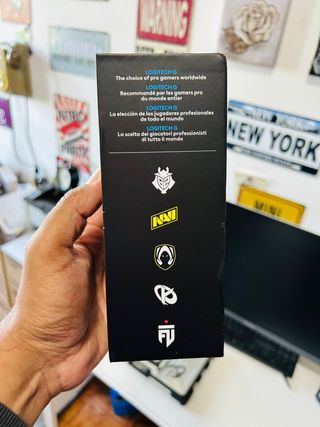 LOGITECH G
The choice of pro gamers worldwide
LOGITECH G
Recommandé par les gamers pro
du monde entier
LOGITECH G
La elección de los jugadores profesionales
de todo el mundo
LOGITECH G
La scelta dei giocatori professionisti
di tutto il mondo
NAVI
FUT
WARNING
NEW YORK
MINI